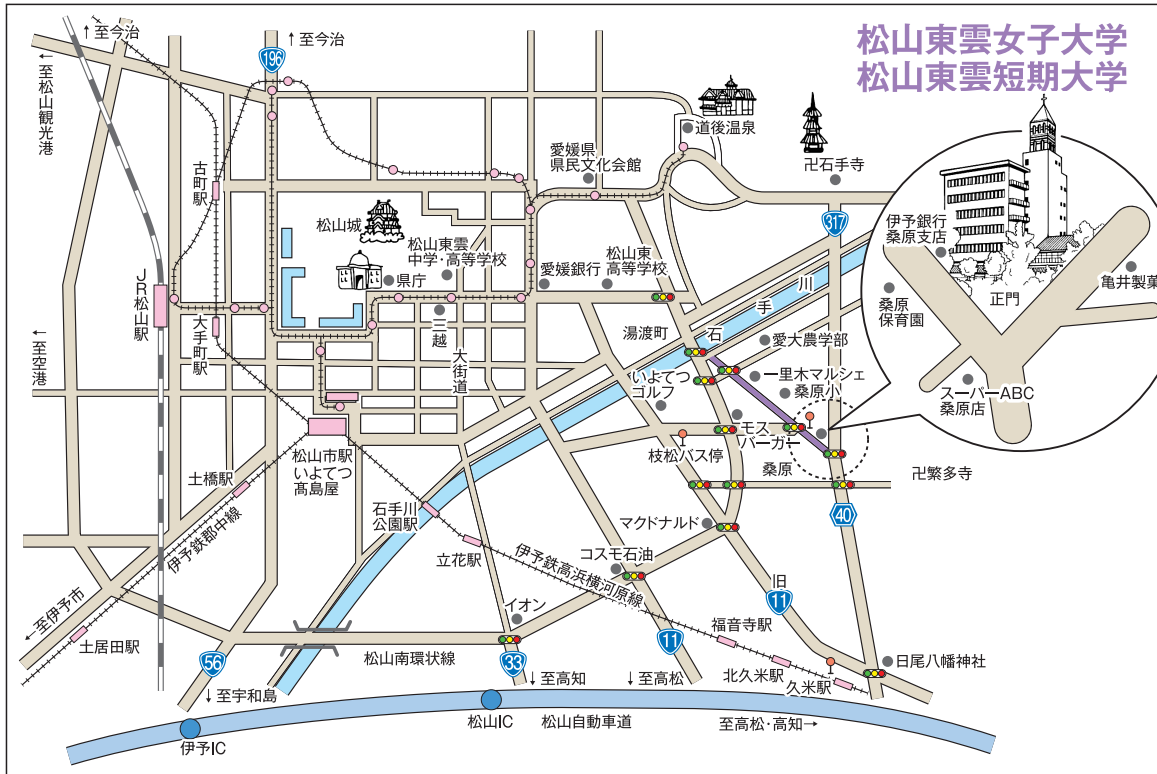 松山東雲女子大学
松山東雲短期大学
↑至今治
↑至今治
196
←至松山観光港
道後温泉
愛媛県
県民文化会館
卍石手寺
古町駅
317
伊予銀行
桑原支店
松山城
松山東雲
中学・高等学校
松山東
高等学校
県庁
愛媛銀行
亀井製菓
正門
桑原
保育園
JR松山駅
大手町駅
三越
大街道
湯渡町
石手川
愛大農学部
←至空港
いよてつ
ゴルフ
一里木マルシェ
桑原小
スーパーABC
桑原店
モス
バーガー
枝松バス停
桑原
松山市駅
いよてつ
髙島屋
土橋駅
卍繁多寺
石手川
公園駅
マクドナルド
40
伊予鉄郡中線
立花駅
伊予鉄高浜横河原線
コスモ石油
旧
11
←至伊予市
イオン
福音寺駅
土居田駅
56
松山南環状線
33
11
北久米駅
久米駅
日尾八幡神社
↓至宇和島
↓至高知
↓至高松
伊予IC
松山IC
松山自動車道
至高松・高知→